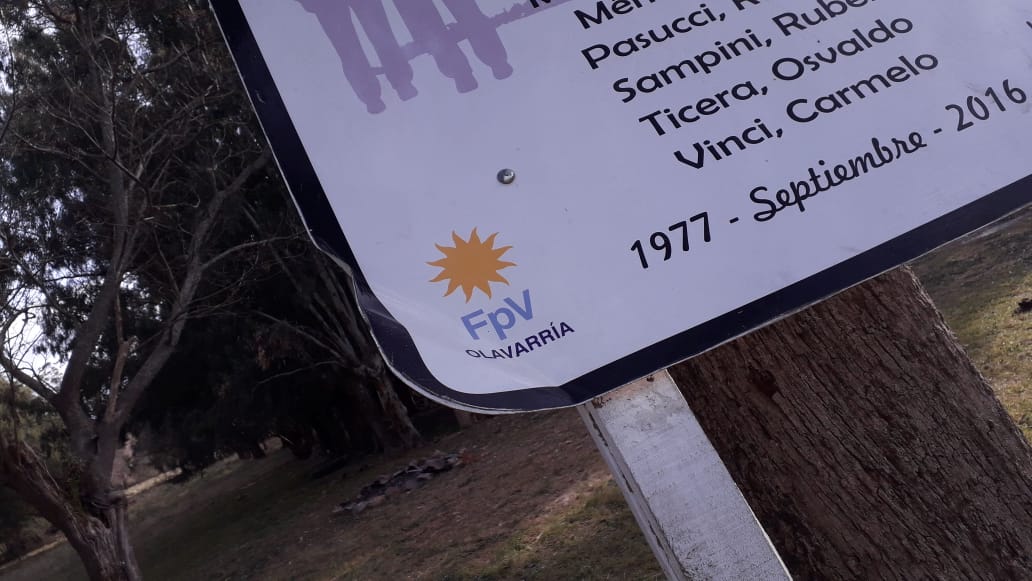 Pasucci,
Sampini, Rube
Ticera, Osvaldo
Vinci, Carmelo
1977 - Septiembre - 2016
FpV
OLAVARRÍA